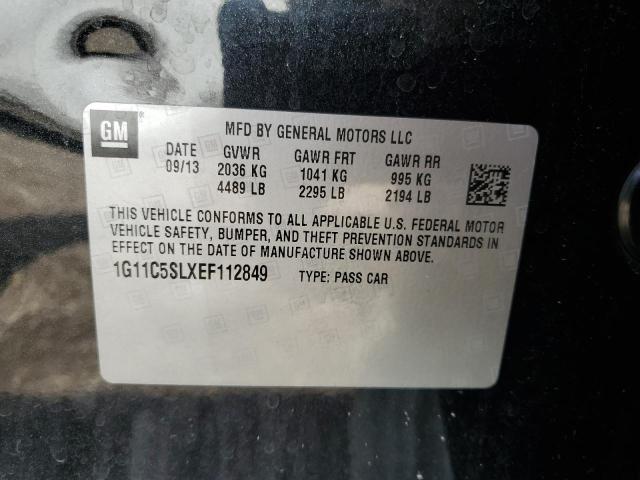 GM
MFD BY GENERAL MOTORS LLC
DATE GVWR GAWR FRT GAWR RR
09/13 2036 KG 1041 KG 995 KG
4489 LB 2295 LB 2194 LB
THIS VEHICLE CONFORMS TO ALL APPLICABLE U.S. FEDERAL MOTOR
VEHICLE SAFETY, BUMPER, AND THEFT PREVENTION STANDARDS IN
EFFECT ON THE DATE OF MANUFACTURE SHOWN ABOVE.
1G11C5SLXEF112849 TYPE: PASS CAR